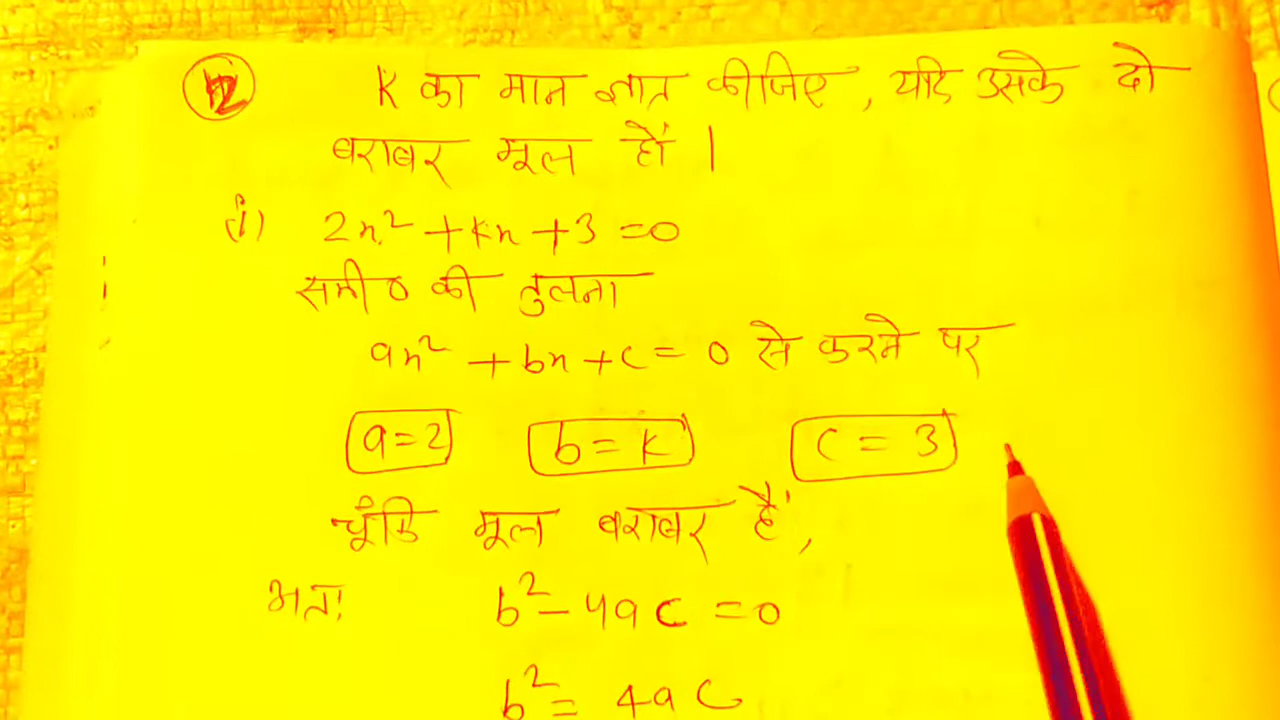 12 K का मान ज्ञात कीजिए, यदि उसके दो
बराबर मूल हों ।
(i) 2x² + kx + 3 = 0
समी० की तुलना
ax² + bx + c = 0 से करने पर
a = 2 b = k c = 3
चूंकि मूल बराबर हैं,
अतः b² - 4ac = 0
b² = 4ac